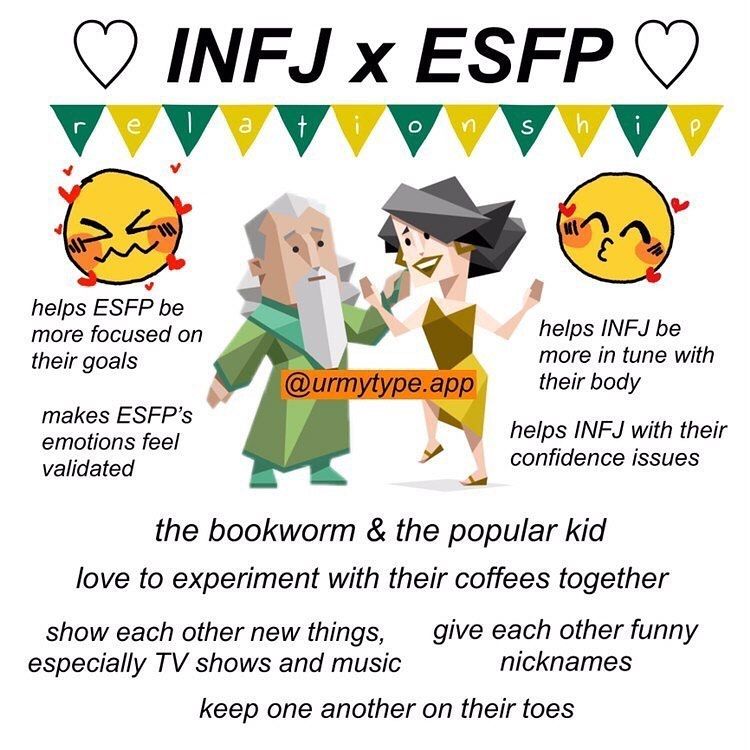 ♡ INFJ x ESFP ♡
relationship
helps ESFP be
more focused on
their goals
makes ESFP's
emotions feel
validated
@urmytype.app
helps INFJ be
more in tune with
their body
helps INFJ with their
confidence issues
the bookworm & the popular kid
love to experiment with their coffees together
show each other new things,
especially TV shows and music
give each other funny
nicknames
keep one another on their toes